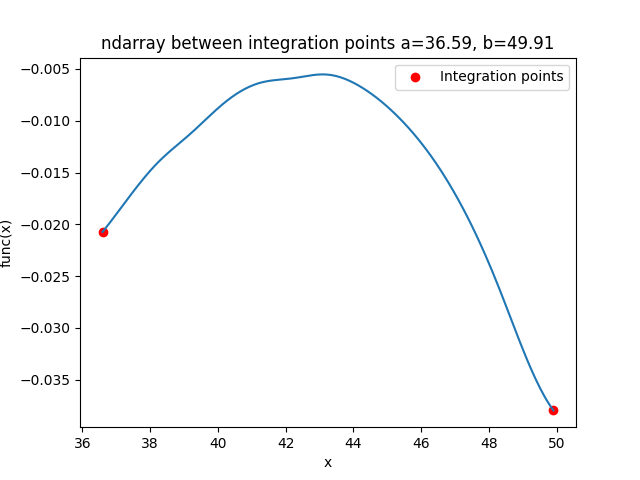 ndarray between integration points a=36.59, b=49.91
Integration points
−0.005
−0.010
−0.015
−0.020
−0.025
−0.030
−0.035
func(x)
36 38 40 42 44 46 48 50
x